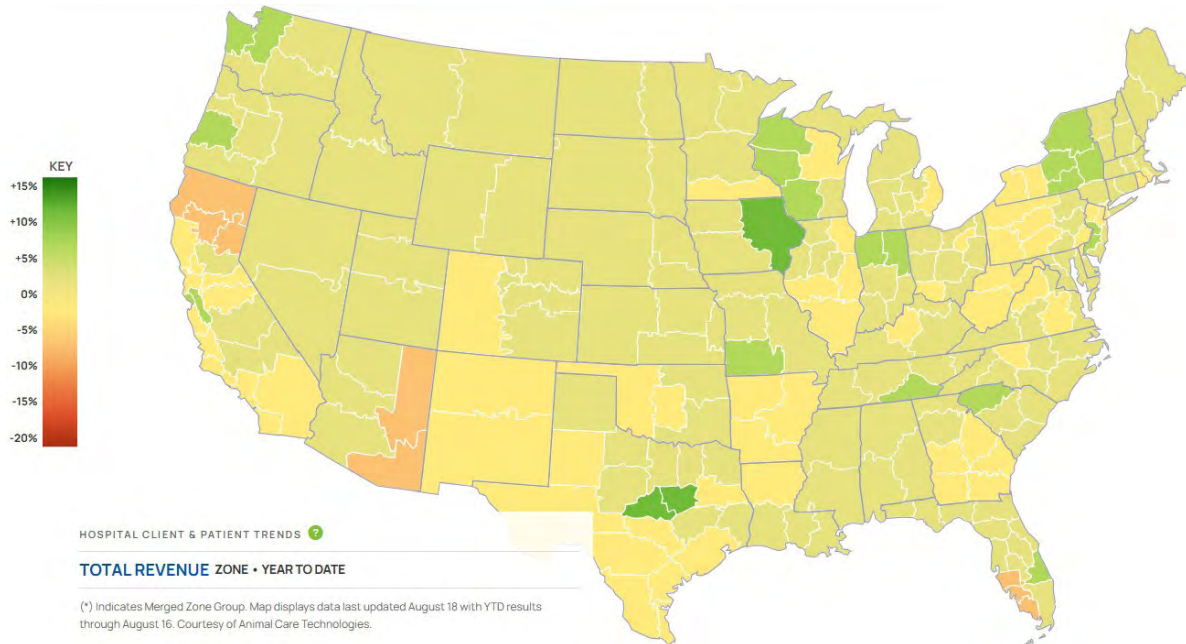 KEY
+15%
+10%
+5%
0%
-5%
-10%
-15%
-20%
HOSPITAL CLIENT & PATIENT TRENDS ?
TOTAL REVENUE ZONE • YEAR TO DATE
(*) Indicates Merged Zone Group. Map displays data last updated August 18 with YTD results
through August 16. Courtesy of Animal Care Technologies.